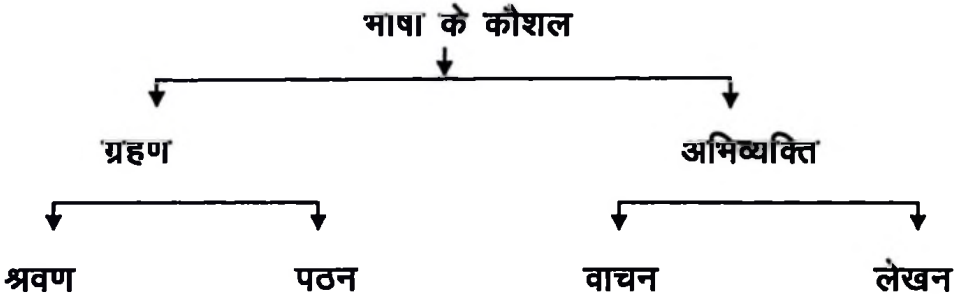 भाषा के कौशल
ग्रहण अभिव्यक्ति
श्रवण पठन वाचन लेखन